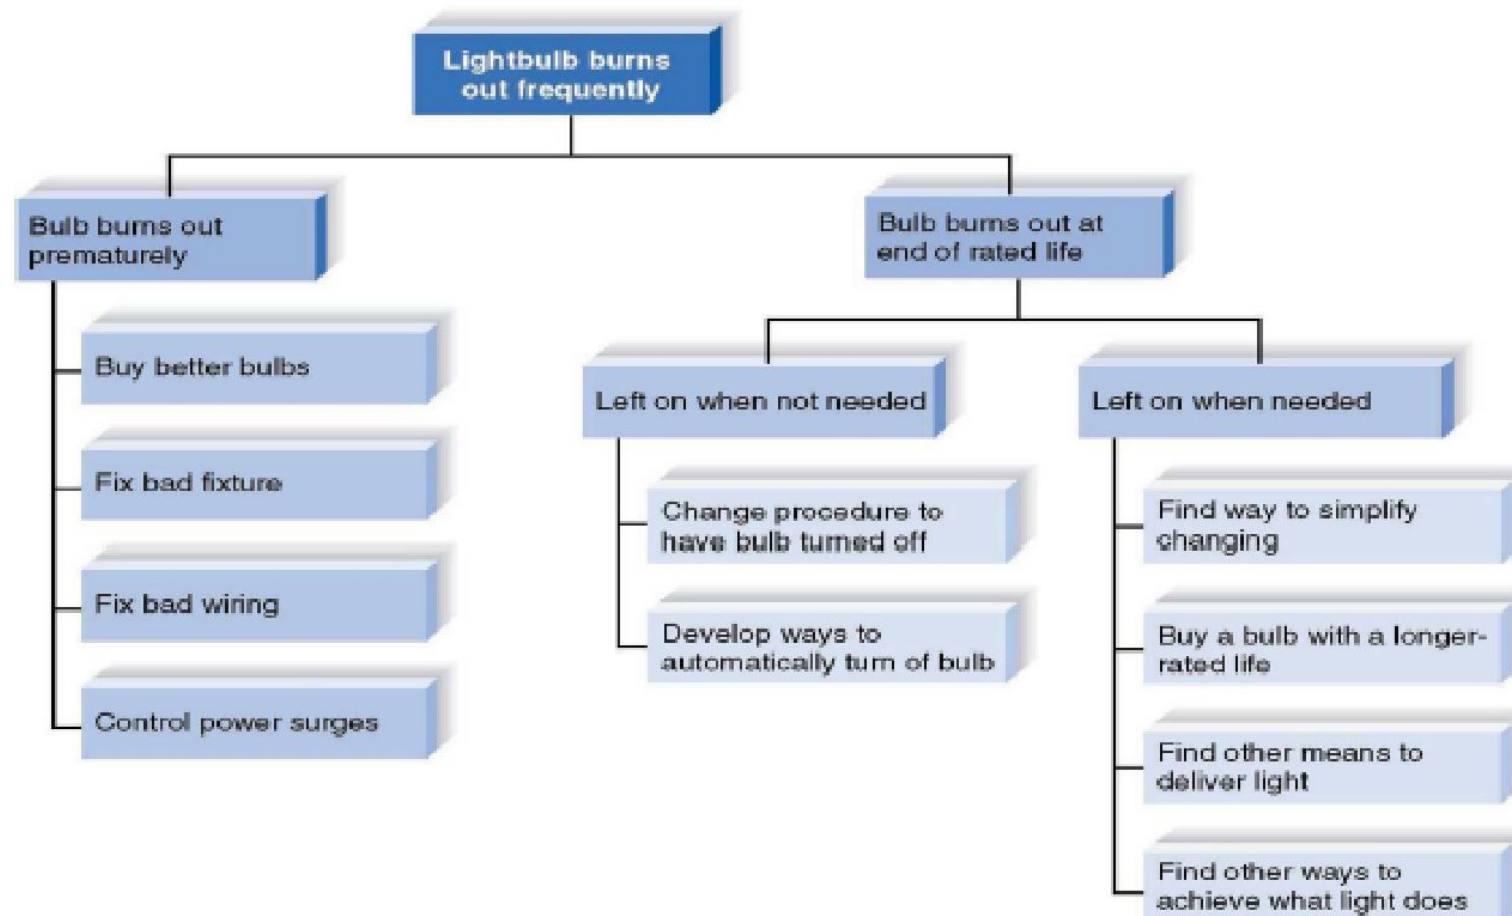 Lightbulb burns
out frequently
Bulb burns out
prematurely
Buy better bulbs
Fix bad fixture
Fix bad wiring
Control power surges
Bulb burns out at
end of rated life
Left on when not needed
Change procedure to
have bulb turned off
Develop ways to
automatically turn of bulb
Left on when needed
Find way to simplify
changing
Buy a bulb with a longer-
rated life
Find other means to
deliver light
Find other ways to
achieve what light does